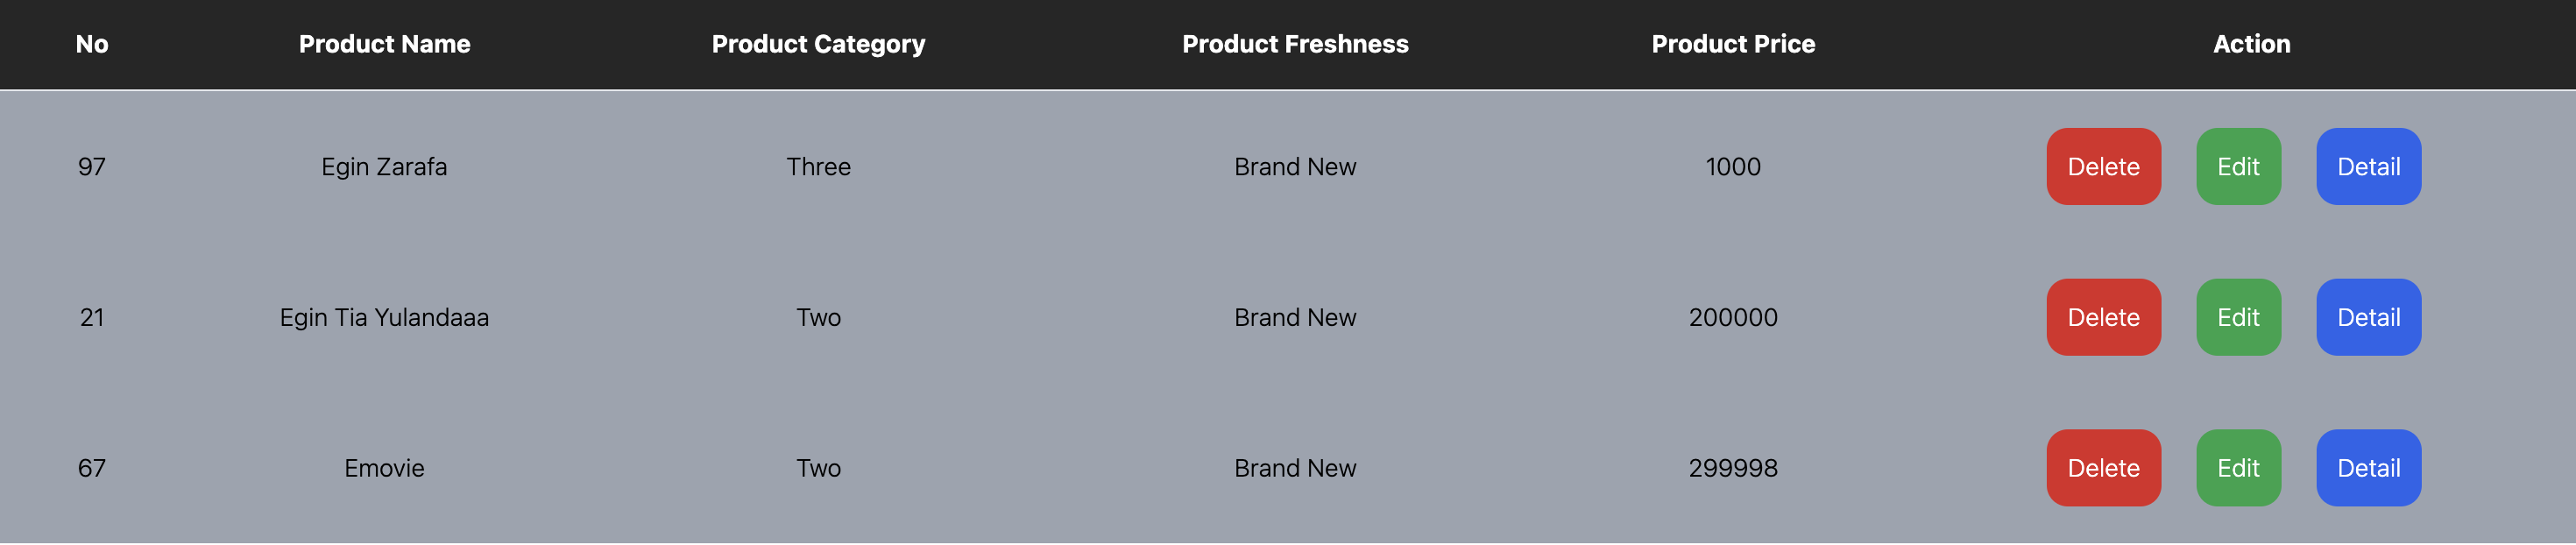 No Product Name Product Category Product Freshness Product Price Action
97 Egin Zarafa Three Brand New 1000 Delete Edit Detail
21 Egin Tia Yulandaaa Two Brand New 200000 Delete Edit Detail
67 Emovie Two Brand New 299998 Delete Edit Detail